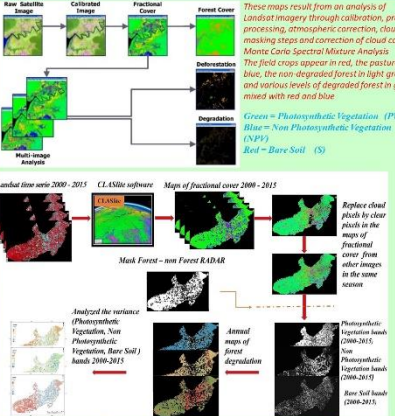 Raw Satellite Image
Calibrated Image
Fractional Cover
Forest Cover
Deforestation
Degradation
Multi-image Analysis
These maps result from an analysis of
Landsat imagery through calibration, pr
processing, atmospheric correction, clou
masking steps and correction of cloud co
Monte Carlo Spectral Mixture Analysis
The field crops appear in red, the pastur
blue, the non-degraded forest in light gre
and various levels of degraded forest in
mixed with red and blue
Green = Photosynthetic Vegetation (P
Blue = Non Photosynthetic Vegetation
(NPV)
Red = Bare Soil (S)
andsat time serie 2000 - 2015
CLASlite software
Maps of fractional cover 2000 - 2015
CLASlite
Replace cloud
pixels by clear
pixels in the
maps of
fractional
cover from
other images
in the same
season
Mask Forest – non Forest RADAR
Analyzed the variance
(Photosynthetic
Vegetation, Non
Photosynthetic
Vegetation, Bare Soil )
bands 2000-2015
Annual
maps of
forest
degradation
Photosynthetic
Vegetation bands
(2000-2015)
Non
Photosynthetic
Vegetation bands
(2000-2015)
Bare Soil bands
(2000-2015)